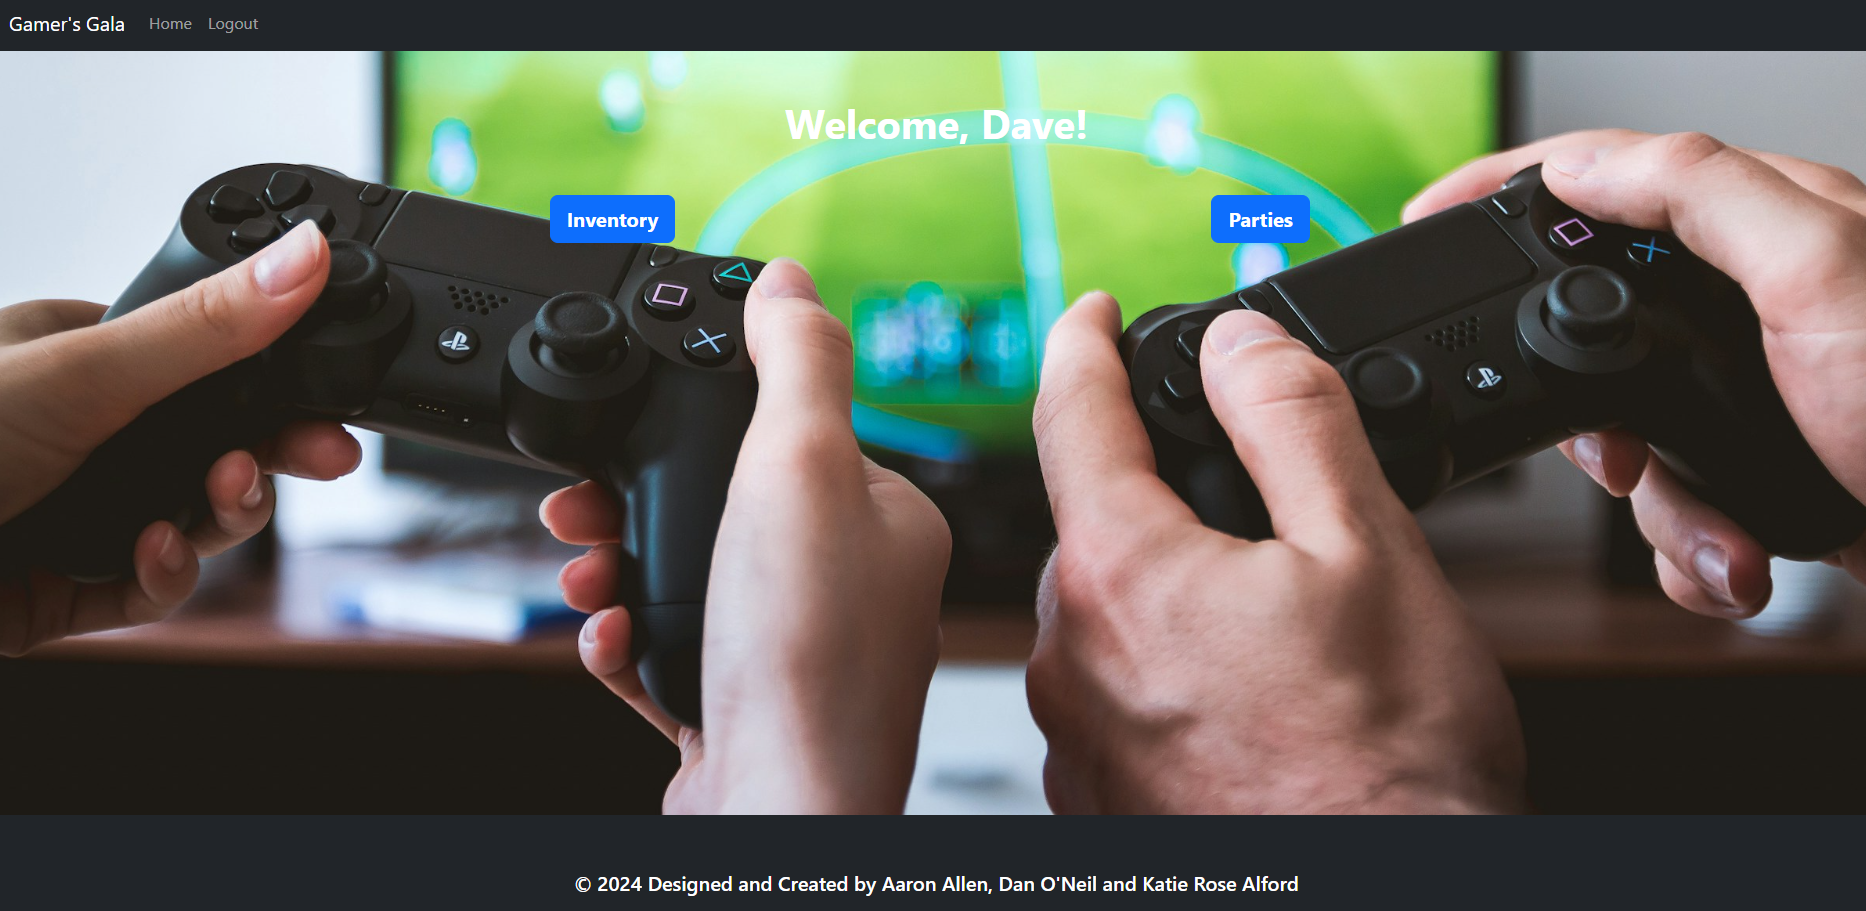 Gamer's Gala Home Logout
Welcome, Dave!
Inventory Parties
© 2024 Designed and Created by Aaron Allen, Dan O'Neil and Katie Rose Alford